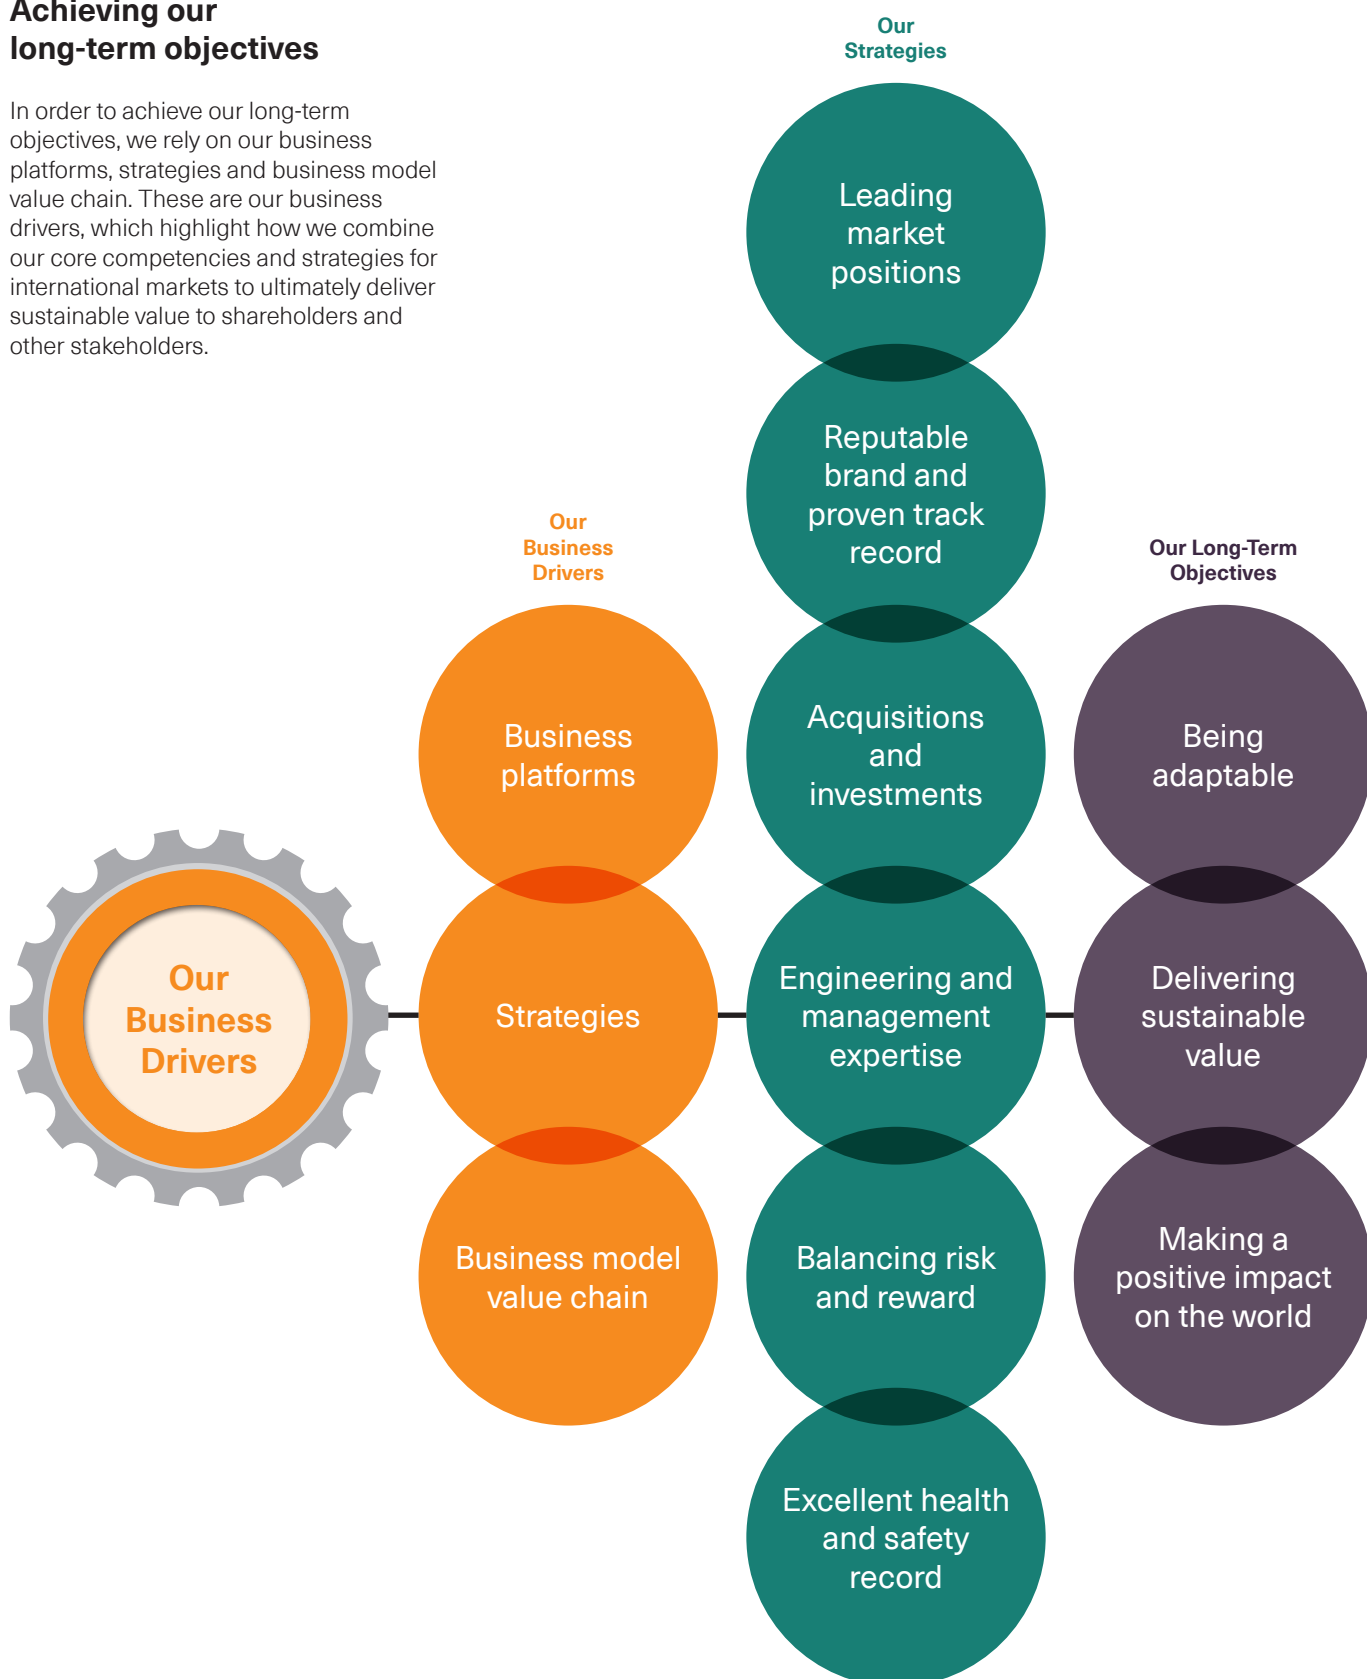 Achieving our
long-term objectives
In order to achieve our long-term
objectives, we rely on our business
platforms, strategies and business model
value chain. These are our business
drivers, which highlight how we combine
our core competencies and strategies for
international markets to ultimately deliver
sustainable value to shareholders and
other stakeholders.
Our
Business
Drivers
Our
Business
Drivers
Business
platforms
Strategies
Business model
value chain
Our
Strategies
Leading
market
positions
Reputable
brand and
proven track
record
Acquisitions
and
investments
Engineering and
management
expertise
Balancing risk
and reward
Excellent health
and safety
record
Our Long-Term
Objectives
Being
adaptable
Delivering
sustainable
value
Making a
positive impact
on the world